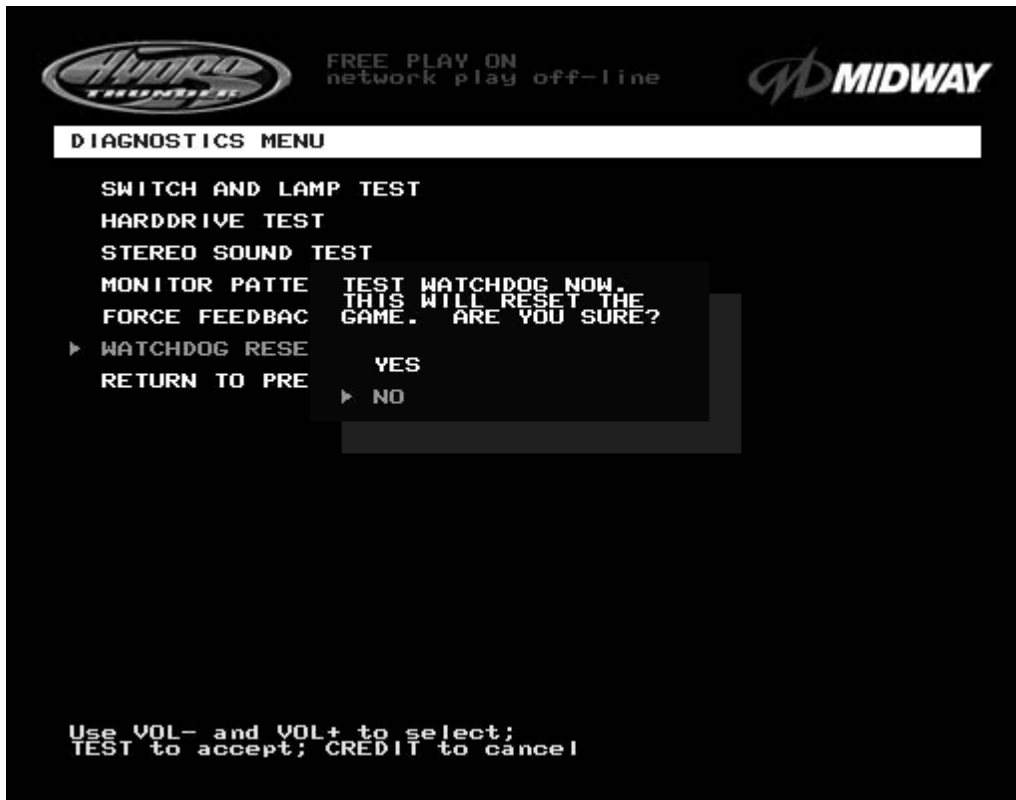 HYDRO
THUNDER
FREE PLAY ON
network play off-line
MIDWAY
DIAGNOSTICS MENU
SWITCH AND LAMP TEST
HARDDRIVE TEST
STEREO SOUND TEST
MONITOR PATTE
FORCE FEEDBAC
WATCHDOG RESE
RETURN TO PRE
TEST WATCHDOG NOW.
THIS WILL RESET THE
GAME. ARE YOU SURE?
YES
NO
Use VOL- and VOL+ to select;
TEST to accept; CREDIT to cancel